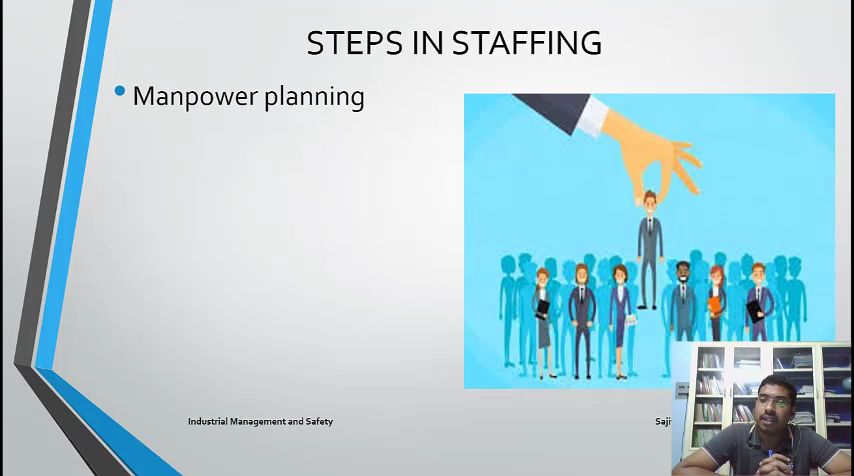 STEPS IN STAFFING
Manpower planning
Industrial Management and Safety